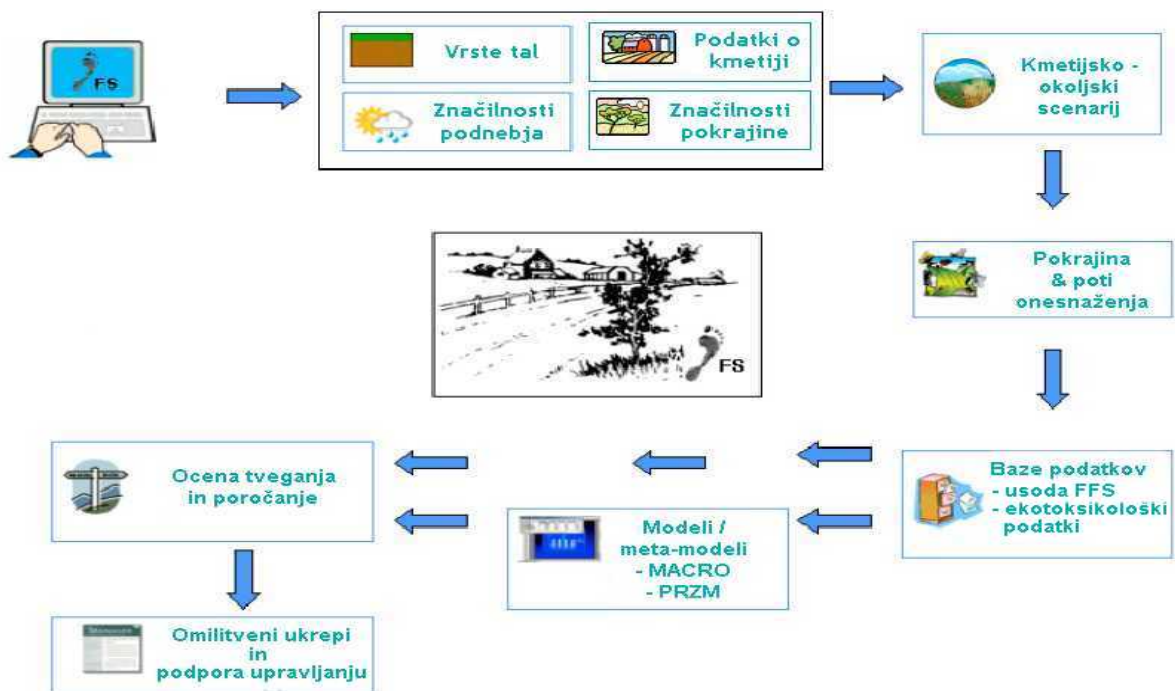 FS
Vrste tal
Podatki o
kmetiji
Značilnosti
podnebja
Značilnosti
pokrajine
Kmetijsko -
okoljski
scenarij
Pokrajina
& poti
onesnaženja
FS
Baze podatkov
- usoda FFS
- ekotoksikološki
podatki
Modeli /
meta-modeli
- MACRO
- PRZM
Ocena tveganja
in poročanje
Omilitveni ukrepi
in
podpora upravljanju